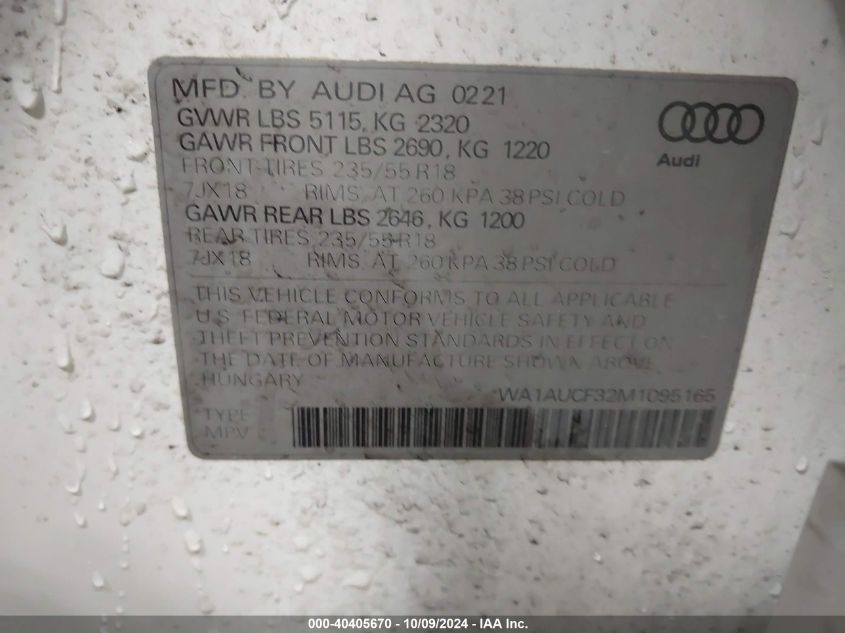 MFD BY AUDI AG 0221
GVWR LBS 5115, KG 2320
GAWR FRONT LBS 2690, KG 1220
FRONT TIRES 235/55 R18
7JX18 RIMS, AT 260 KPA 38 PSI COLD
GAWR REAR LBS 2646, KG 1200
REAR TIRES 235/55 R18
7JX18 RIMS, AT 260 KPA 38 PSI COLD
Audi
THIS VEHICLE CONFORMS TO ALL APPLICABLE
U.S. FEDERAL MOTOR VEHICLE SAFETY AND
THEFT PREVENTION STANDARDS IN EFFECT ON
THE DATE OF MANUFACTURE SHOWN ABOVE
HUNGARY
*WA1AUCF32M1095165
TYPE
MPV
000-40405670 - 10/09/2024 - IAA Inc.